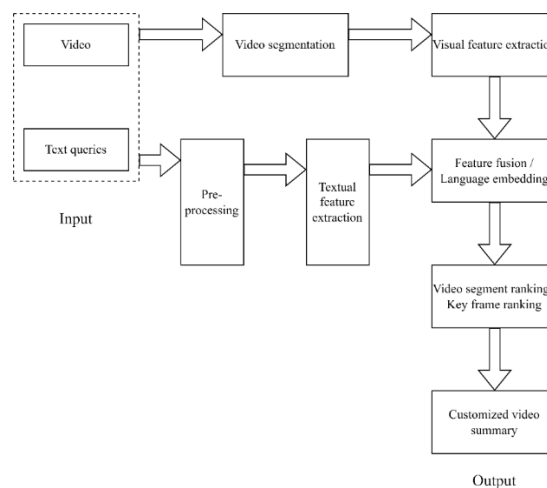 Video
Video segmentation
Visual feature extractio
Text queries
Pre-
processing
Textual
feature
extraction
Feature fusion /
Language embedding
Input
Video segment ranking
Key frame ranking
Customized video
summary
Output